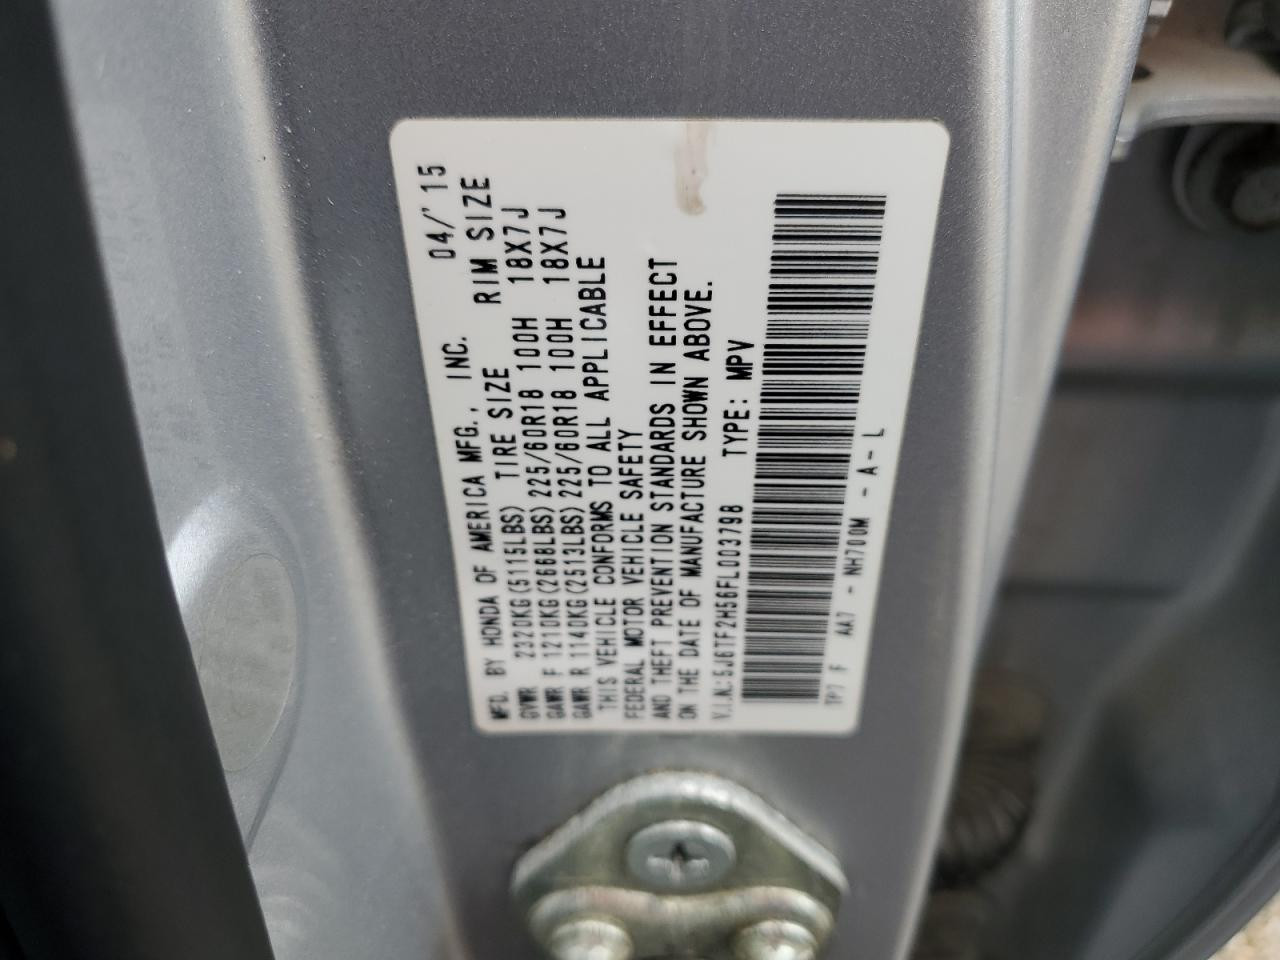 MFD. BY HONDA OF AMERICA MFG., INC. 04/'15
GVWR 2320KG(5115LBS) TIRE SIZE RIM SIZE
GAWR F 1210KG(2668LBS) 225/60R18 100H 18X7J
GAWR R 1140KG(2513LBS) 225/60R18 100H 18X7J
THIS VEHICLE CONFORMS TO ALL APPLICABLE
FEDERAL MOTOR VEHICLE SAFETY
AND THEFT PREVENTION STANDARDS IN EFFECT
ON THE DATE OF MANUFACTURE SHOWN ABOVE.
V.I.N.:5J6TF2H56FL003798 TYPE: MPV
TP7 F AA7 - NH700M - A-L